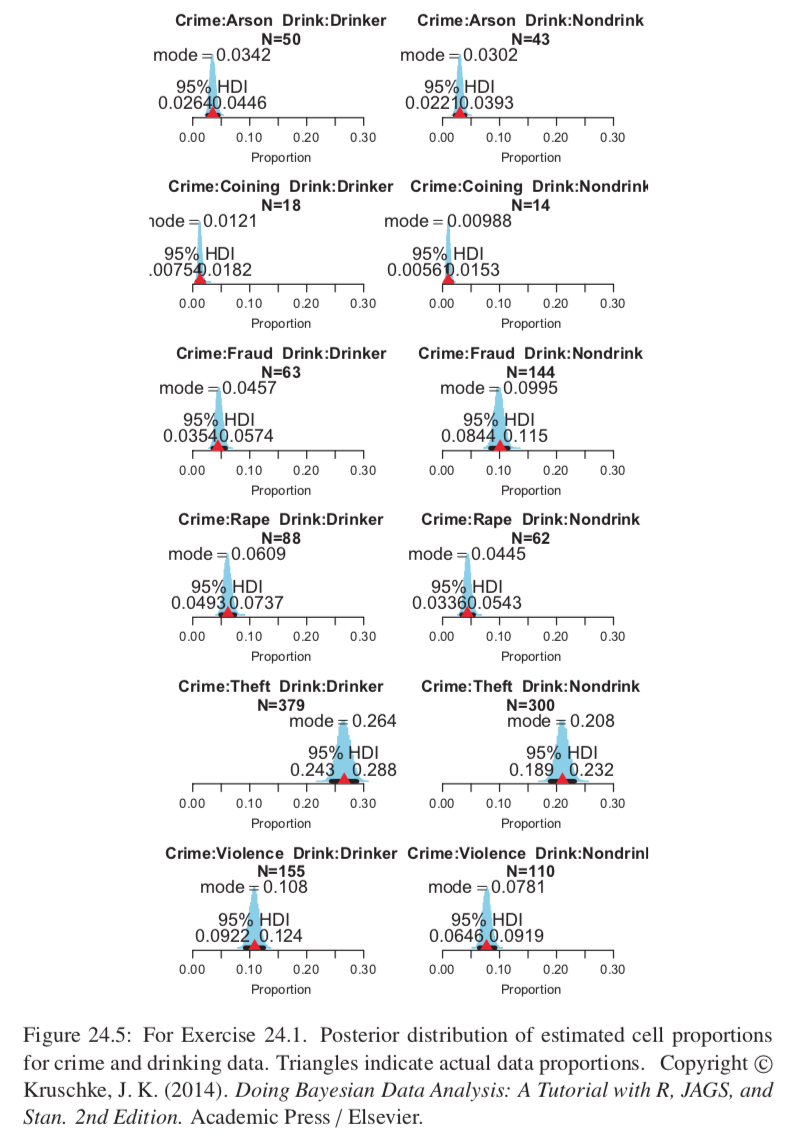 Crime:Arson Drink:Drinker Crime:Arson Drink:Nondrink
N=50 N=43
mode = 0.0342 mode = 0.0302
95% HDI 95% HDI
0.0264 0.0446 0.0221 0.0393
0.00 0.10 0.20 0.30 0.00 0.10 0.20 0.30
Proportion Proportion
Crime:Coining Drink:Drinker Crime:Coining Drink:Nondrink
N=18 N=14
mode = 0.0121 mode = 0.00988
95% HDI 95% HDI
.00754 0.0182 0.00561 0.0153
0.00 0.10 0.20 0.30 0.00 0.10 0.20 0.30
Proportion Proportion
Crime:Fraud Drink:Drinker Crime:Fraud Drink:Nondrink
N=63 N=144
mode = 0.0457 mode = 0.0995
95% HDI 95% HDI
0.0354 0.0574 0.0844 0.115
0.00 0.10 0.20 0.30 0.00 0.10 0.20 0.30
Proportion Proportion
Crime:Rape Drink:Drinker Crime:Rape Drink:Nondrink
N=88 N=62
mode = 0.0609 mode = 0.0445
95% HDI 95% HDI
0.0493 0.0737 0.0336 0.0543
0.00 0.10 0.20 0.30 0.00 0.10 0.20 0.30
Proportion Proportion
Crime:Theft Drink:Drinker Crime:Theft Drink:Nondrink
N=379 N=300
mode = 0.264 mode = 0.208
95% HDI 95% HDI
0.243 0.288 0.189 0.232
0.00 0.10 0.20 0.30 0.00 0.10 0.20 0.30
Proportion Proportion
Crime:Violence Drink:Drinker Crime:Violence Drink:Nondrink
N=155 N=110
mode = 0.108 mode = 0.0781
95% HDI 95% HDI
0.0922 0.124 0.0646 0.0919
0.00 0.10 0.20 0.30 0.00 0.10 0.20 0.30
Proportion Proportion
Figure 24.5: For Exercise 24.1. Posterior distribution of estimated cell proportions
for crime and drinking data. Triangles indicate actual data proportions. Copyright ©
Kruschke, J. K. (2014). Doing Bayesian Data Analysis: A Tutorial with R, JAGS, and
Stan. 2nd Edition. Academic Press / Elsevier.